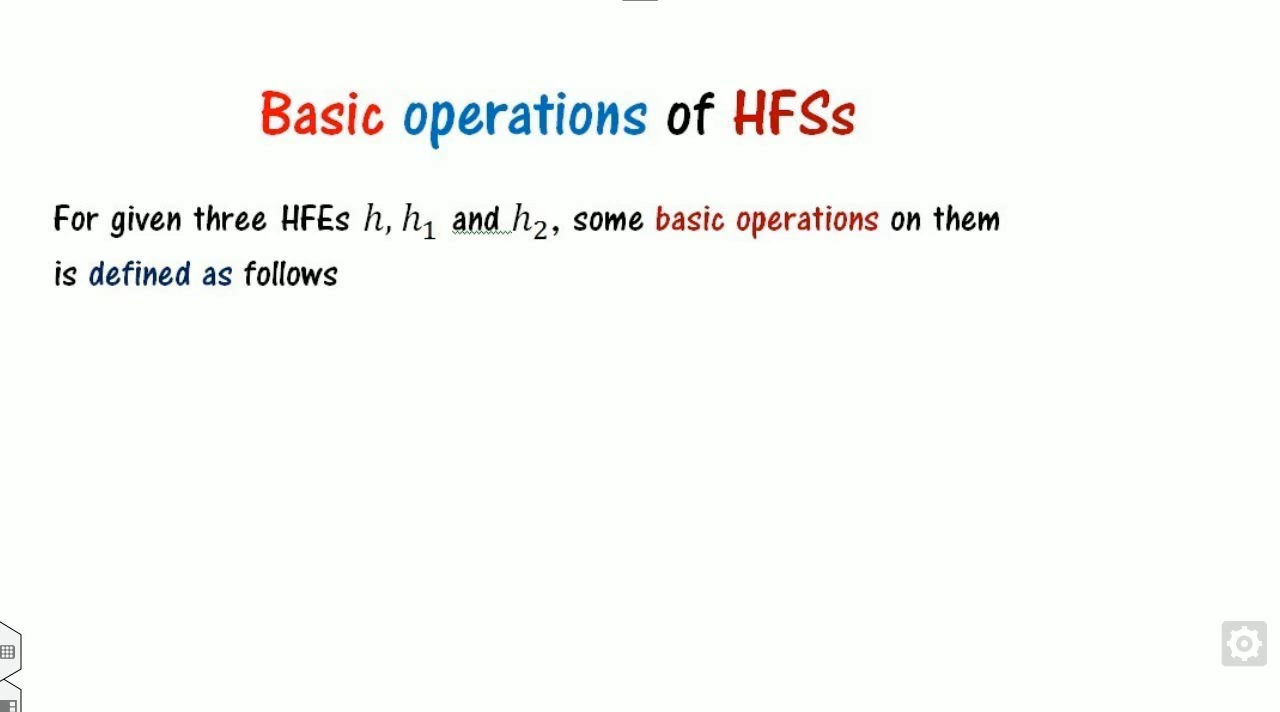 Basic operations of HFSs
For given three HFEs h, h₁ and h₂, some basic operations on them
is defined as follows